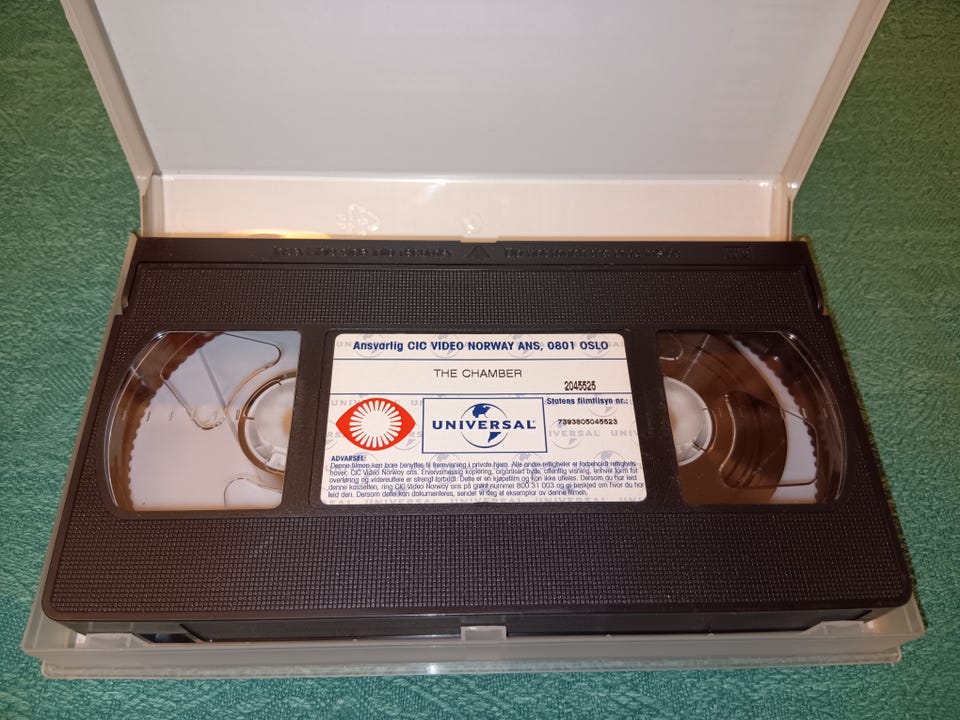 Ansvarlig CIC VIDEO NORWAY ANS, 0801 OSLO
THE CHAMBER
2045525
Statens filmtilsyn nr.:
UNIVERSAL
7393805045523
ADVARSEL:
Denne filmen kan bare benyttes til fremvisning i private hjem. Alle andre rettigheter er forbeholdt rettighets-
haver, CIC Video Norway ans. Ervervsmessig kopiering, organisert bytte, offentlig visning, enhver form for
overføring og videreutleie er strengt forbudt. Dette er en kjøpefilm og kan ikke utleies. Dersom du har leid
denne kassetten, ring CIC Video Norway ans på grønt nummer 800 31 003 og gi beskjed om hvor du har
leid den. Dersom dette kan dokumenteres, sender vi deg et eksemplar av denne filmen.